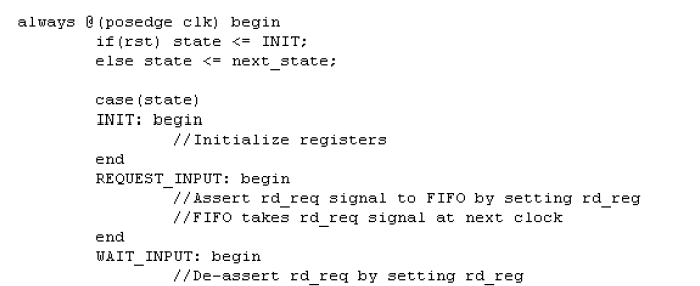 always @(posedge clk) begin
if(rst) state <= INIT;
else state <= next_state;
case(state)
INIT: begin
//Initialize registers
end
REQUEST_INPUT: begin
//Assert rd_req signal to FIFO by setting rd_reg
//FIFO takes rd_req signal at next clock
end
WAIT_INPUT: begin
//De-assert rd_req by setting rd_reg